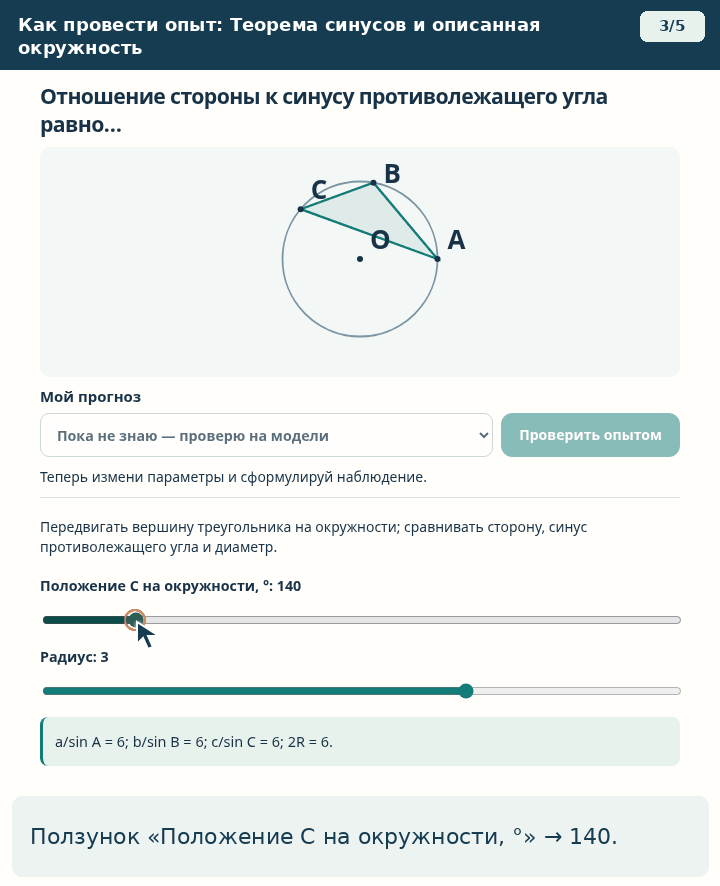 Как провести опыт: Теорема синусов и описанная
окружность
3/5
Отношение стороны к синусу противолежащего угла
равно…
C
B
O
A
Мой прогноз
Пока не знаю — проверю на модели
Проверить опытом
Теперь измени параметры и сформулируй наблюдение.
Передвигать вершину треугольника на окружности; сравнивать сторону, синус
противолежащего угла и диаметр.
Положение C на окружности, °: 140
Радиус: 3
a/sin A = 6; b/sin B = 6; c/sin C = 6; 2R = 6.
Ползунок «Положение C на окружности, °» → 140.